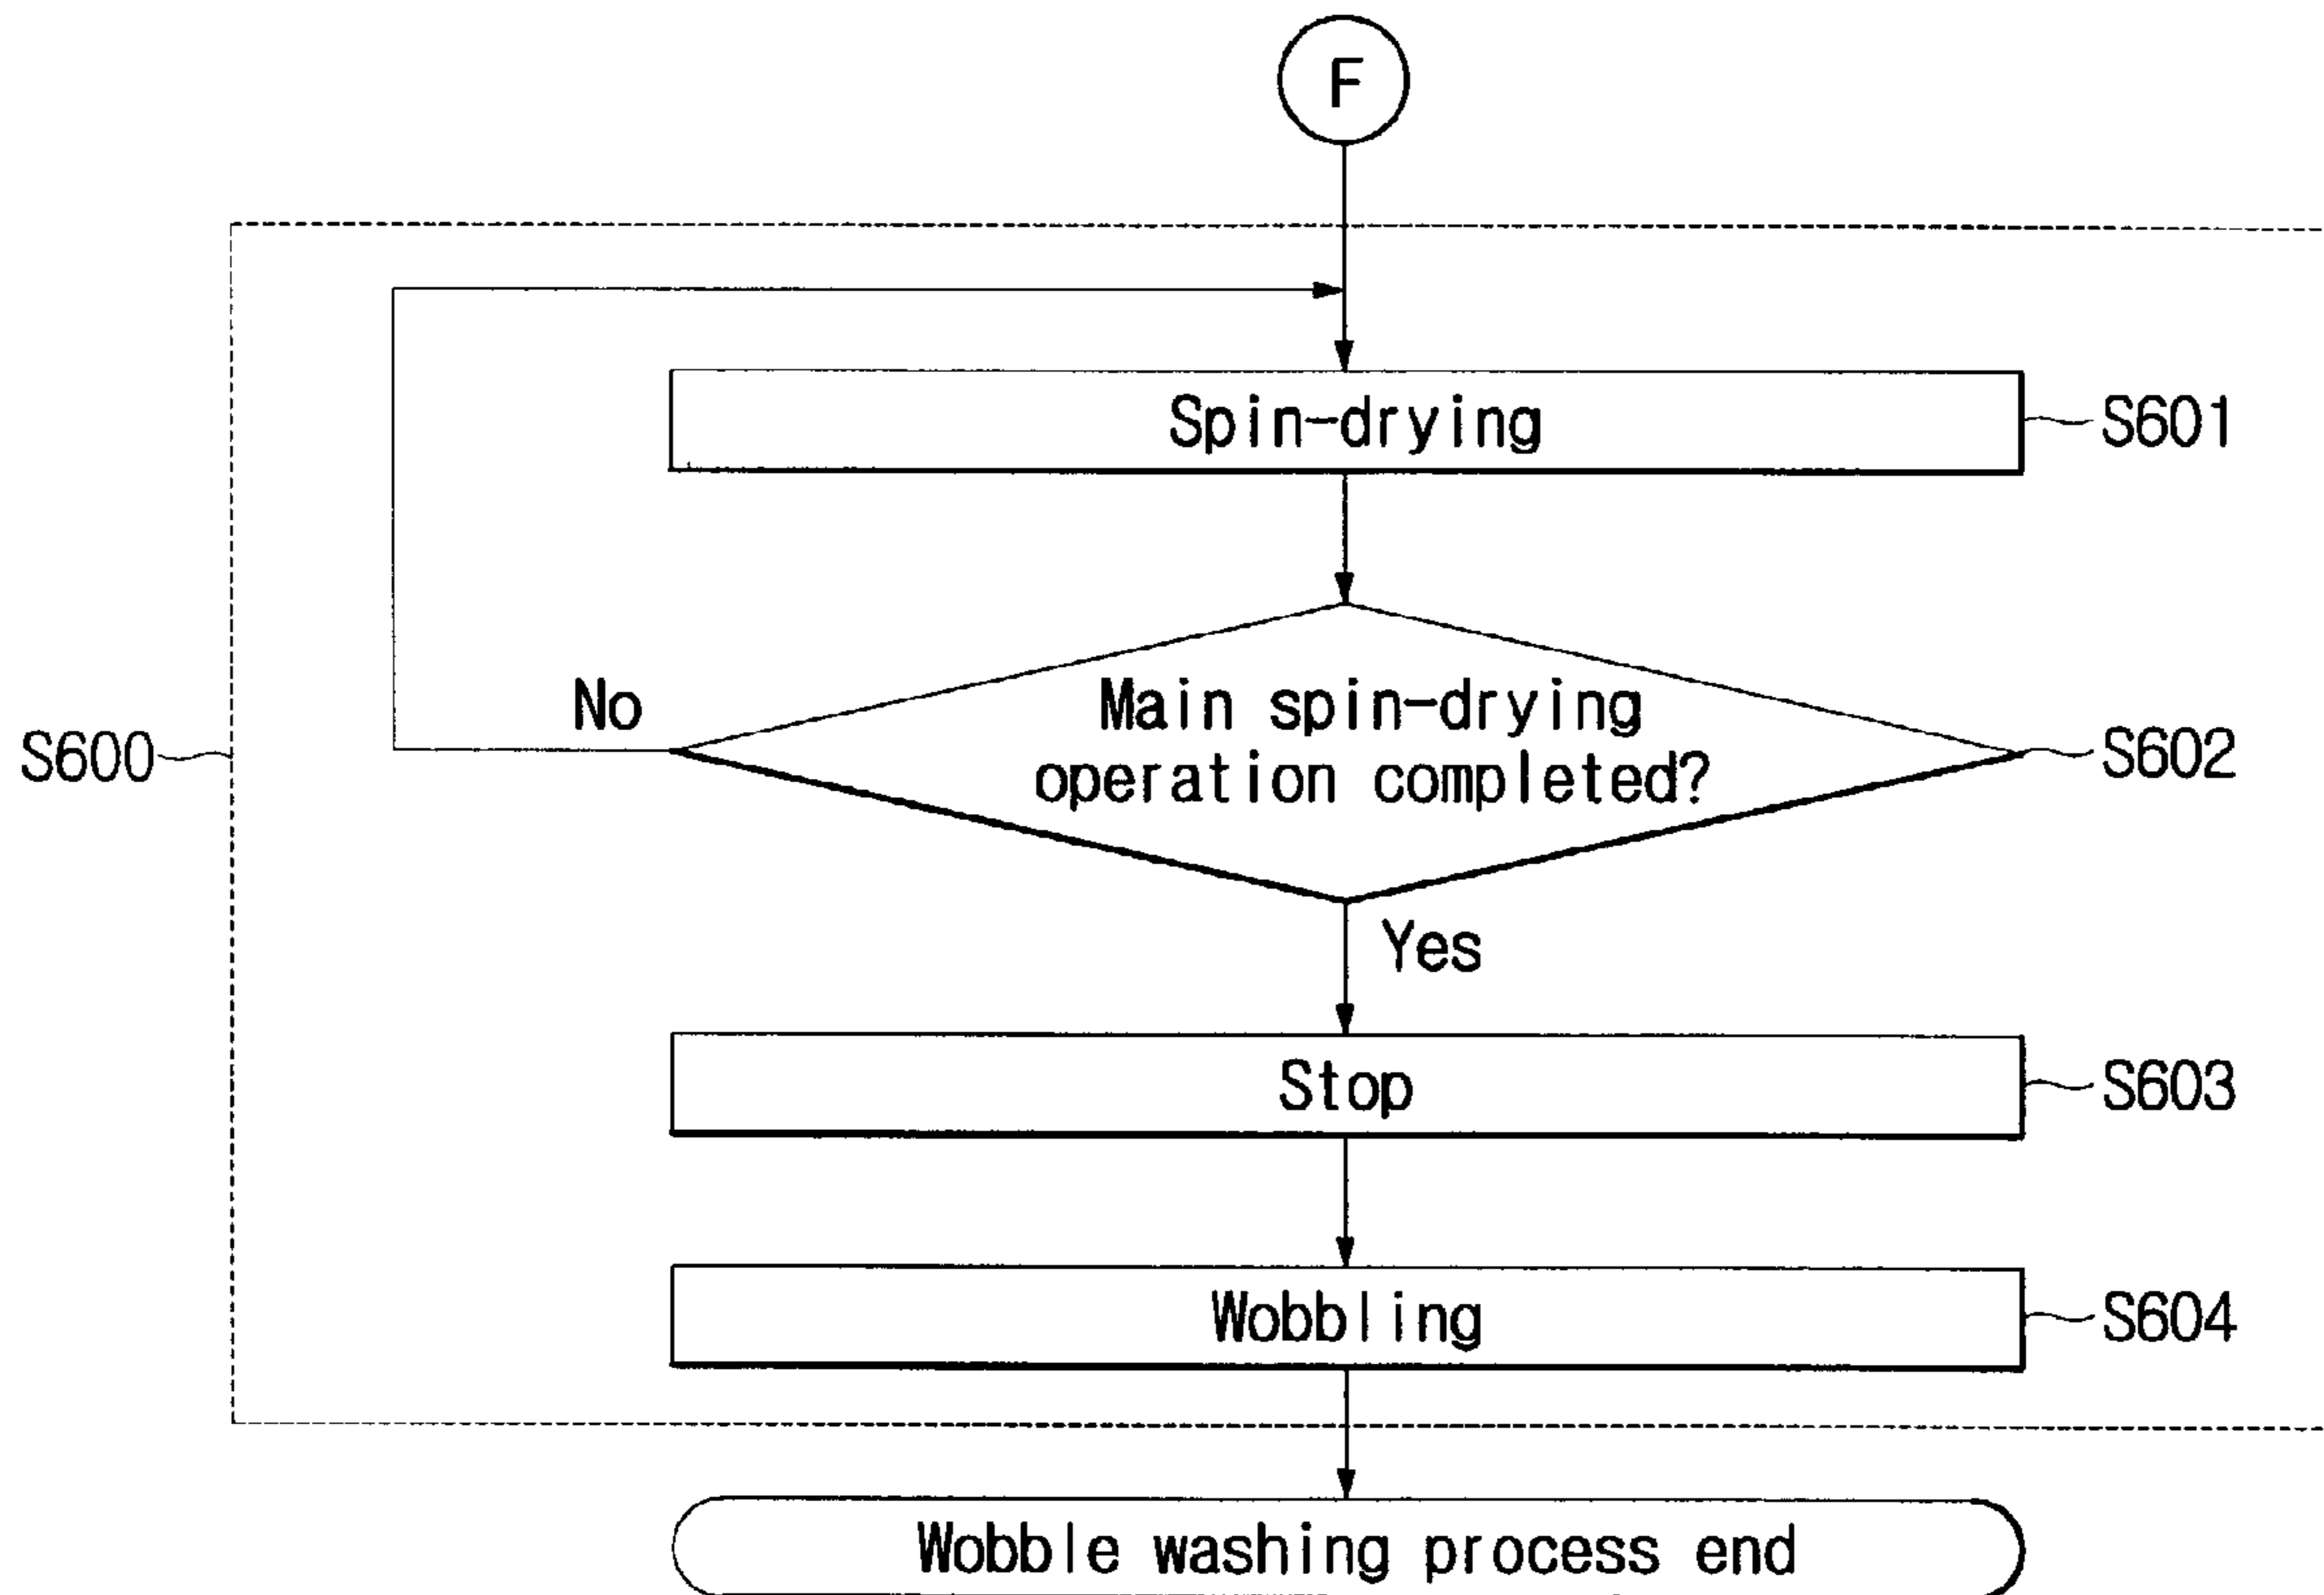 F
Spin-drying
S601
No
Main spin-drying
operation completed?
S600
S602
Yes
Stop
S603
Wobbling
S604
Wobble washing process end